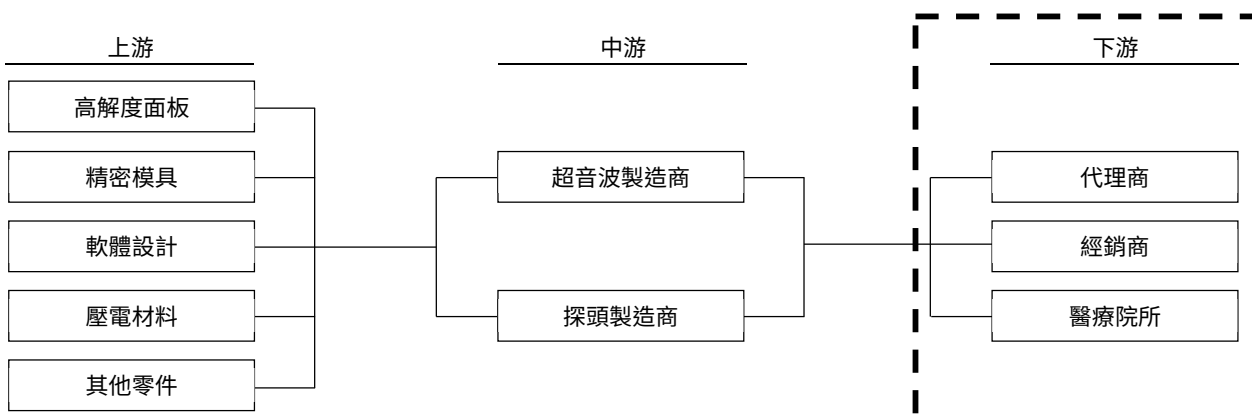 上游
高解度面板
精密模具
軟體設計
壓電材料
其他零件
中游
超音波製造商
探頭製造商
下游
代理商
經銷商
醫療院所